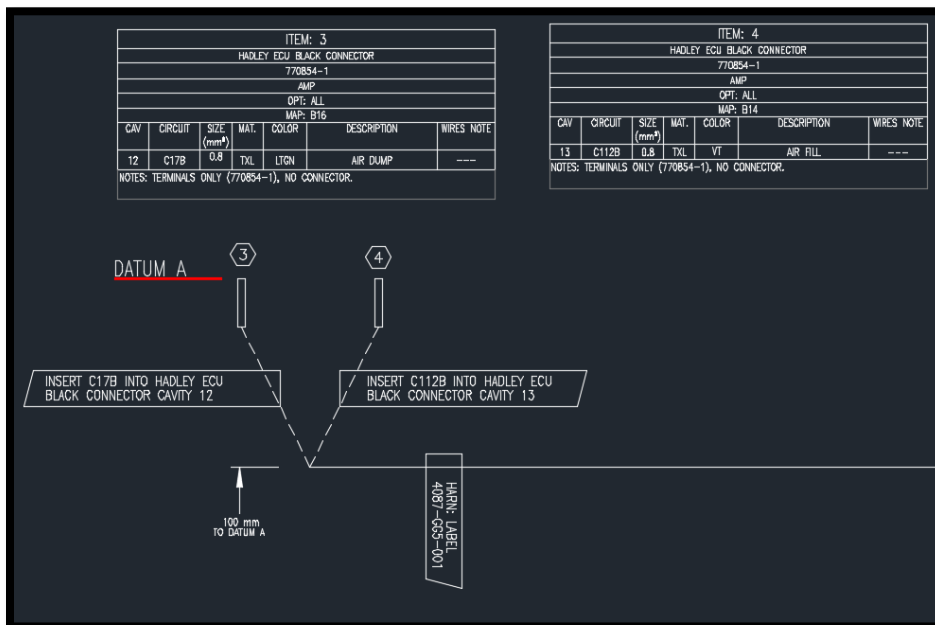 ITEM: 3
HADLEY ECU BLACK CONNECTOR
770854-1
AMP
OPT: ALL
MAP: B16
CAV CIRCUIT SIZE (mm²) MAT. COLOR DESCRIPTION WIRES NOTE
12 C17B 0.8 TXL LTGN AIR DUMP ---
NOTES: TERMINALS ONLY (770854-1), NO CONNECTOR.
ITEM: 4
HADLEY ECU BLACK CONNECTOR
770854-1
AMP
OPT: ALL
MAP: B14
CAV CIRCUIT SIZE (mm²) MAT. COLOR DESCRIPTION WIRES NOTE
13 C112B 0.8 TXL VT AIR FILL ---
NOTES: TERMINALS ONLY (770854-1), NO CONNECTOR.
DATUM A
3
4
INSERT C17B INTO HADLEY ECU
BLACK CONNECTOR CAVITY 12
INSERT C112B INTO HADLEY ECU
BLACK CONNECTOR CAVITY 13
100 mm
TO DATUM A
HARN: LABEL
4087-GG5-001